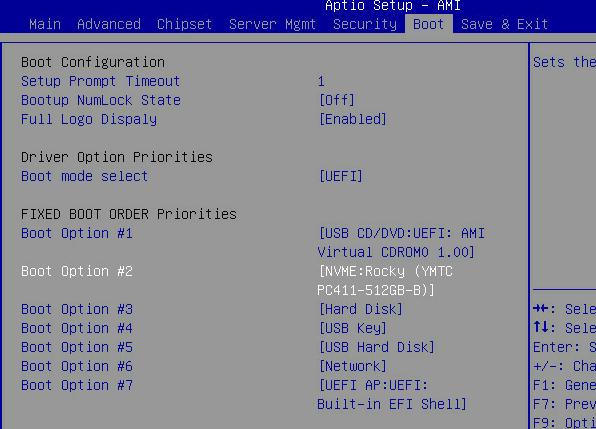 Aptio Setup - AMI
Main Advanced Chipset Server Mgmt Security Boot Save & Exit
Boot Configuration
Setup Prompt Timeout 1
Bootup NumLock State [Off]
Full Logo Dispaly [Enabled]
Driver Option Priorities
Boot mode select [UEFI]
FIXED BOOT ORDER Priorities
Boot Option #1 [USB CD/DVD:UEFI: AMI
Virtual CDROM0 1.00]
Boot Option #2 [NVME:Rocky (YMTC
PC411-512GB-B)]
Boot Option #3 [Hard Disk]
Boot Option #4 [USB Key]
Boot Option #5 [USB Hard Disk]
Boot Option #6 [Network]
Boot Option #7 [UEFI AP:UEFI:
Built-in EFI Shell]
Sets the
→←: Sele
↑↓: Sele
Enter: S
+/-: Cha
F1: Gene
F7: Prev
F9: Opti